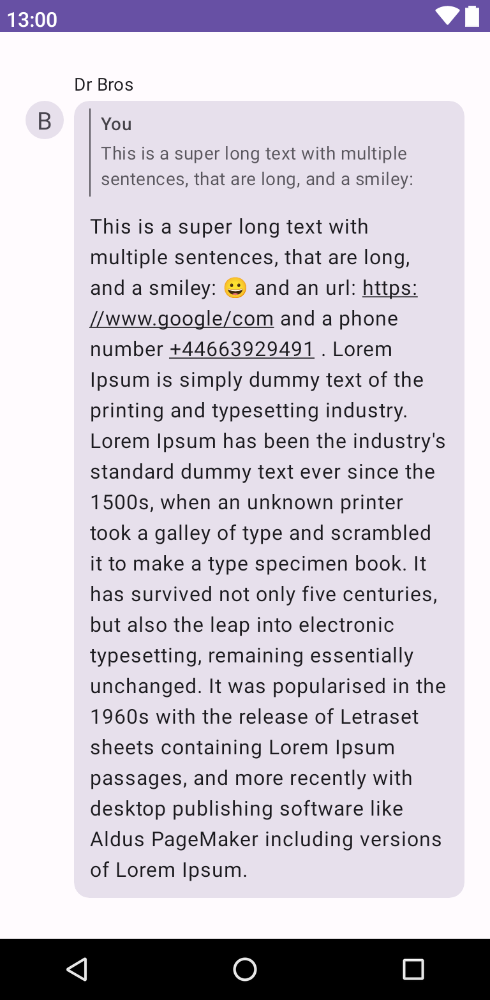 13:00
Dr Bros
B
You
This is a super long text with multiple
sentences, that are long, and a smiley:
This is a super long text with
multiple sentences, that are long,
and a smiley: 😀 and an url: https:
//www.google/com and a phone
number +44663929491 . Lorem
Ipsum is simply dummy text of the
printing and typesetting industry.
Lorem Ipsum has been the industry's
standard dummy text ever since the
1500s, when an unknown printer
took a galley of type and scrambled
it to make a type specimen book. It
has survived not only five centuries,
but also the leap into electronic
typesetting, remaining essentially
unchanged. It was popularised in the
1960s with the release of Letraset
sheets containing Lorem Ipsum
passages, and more recently with
desktop publishing software like
Aldus PageMaker including versions
of Lorem Ipsum.